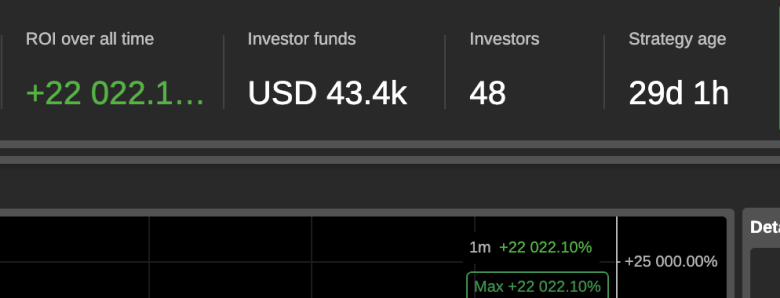 ROI over all time
Investor funds
Investors
Strategy age
+22 022.1…
USD 43.4k
48
29d 1h
1m +22 022.10%
+25 000.00%
Max +22 022.10%